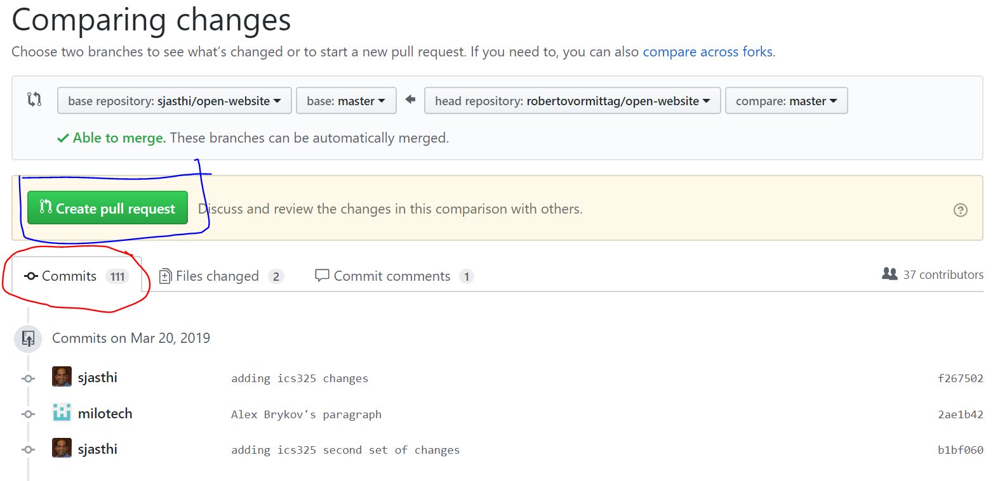 Comparing changes
Choose two branches to see what’s changed or to start a new pull request. If you need to, you can also compare across forks.
base repository: sjasthi/open-website base: master head repository: robertovormittag/open-website compare: master
Able to merge. These branches can be automatically merged.
Create pull request Discuss and review the changes in this comparison with others.
Commits 111 Files changed 2 Commit comments 1 37 contributors
Commits on Mar 20, 2019
sjasthi adding ics325 changes f267502
milotech Alex Brykov's paragraph 2ae1b42
sjasthi adding ics325 second set of changes b1bf060